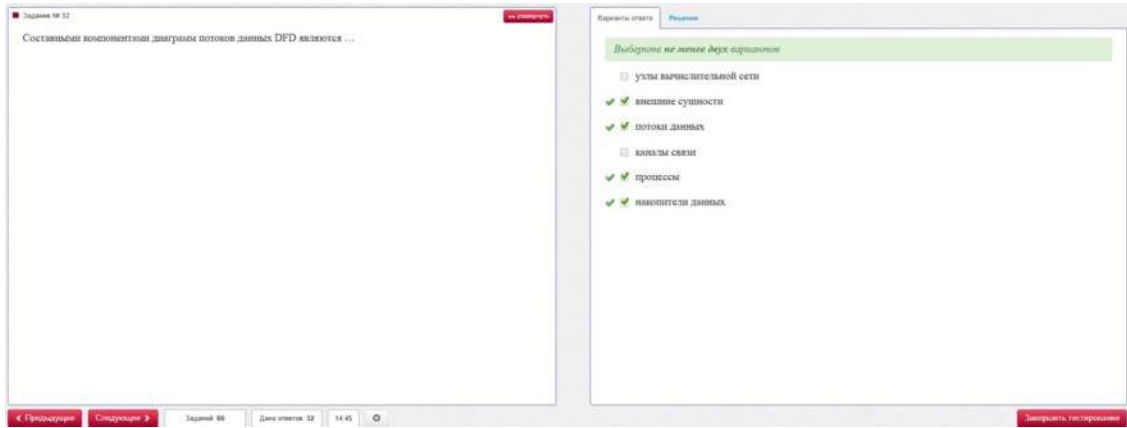 Задание № 32
развернуть
Составными компонентами диаграмм потоков данных DFD являются …
Варианты ответа
Решение
Выберите не менее двух вариантов
узлы вычислительной сети
внешние сущности
потоки данных
каналы связи
процессы
накопители данных
Предыдущее
Следующее
Заданий 66
Дано ответов 32
14:45
Завершить тестирование